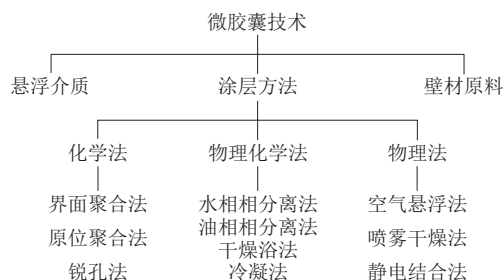 微胶囊技术
悬浮介质 涂层方法 壁材原料
化学法 物理化学法 物理法
界面聚合法 水相相分离法 空气悬浮法
油相相分离法
原位聚合法 喷雾干燥法
干燥浴法
锐孔法 冷凝法 静电结合法